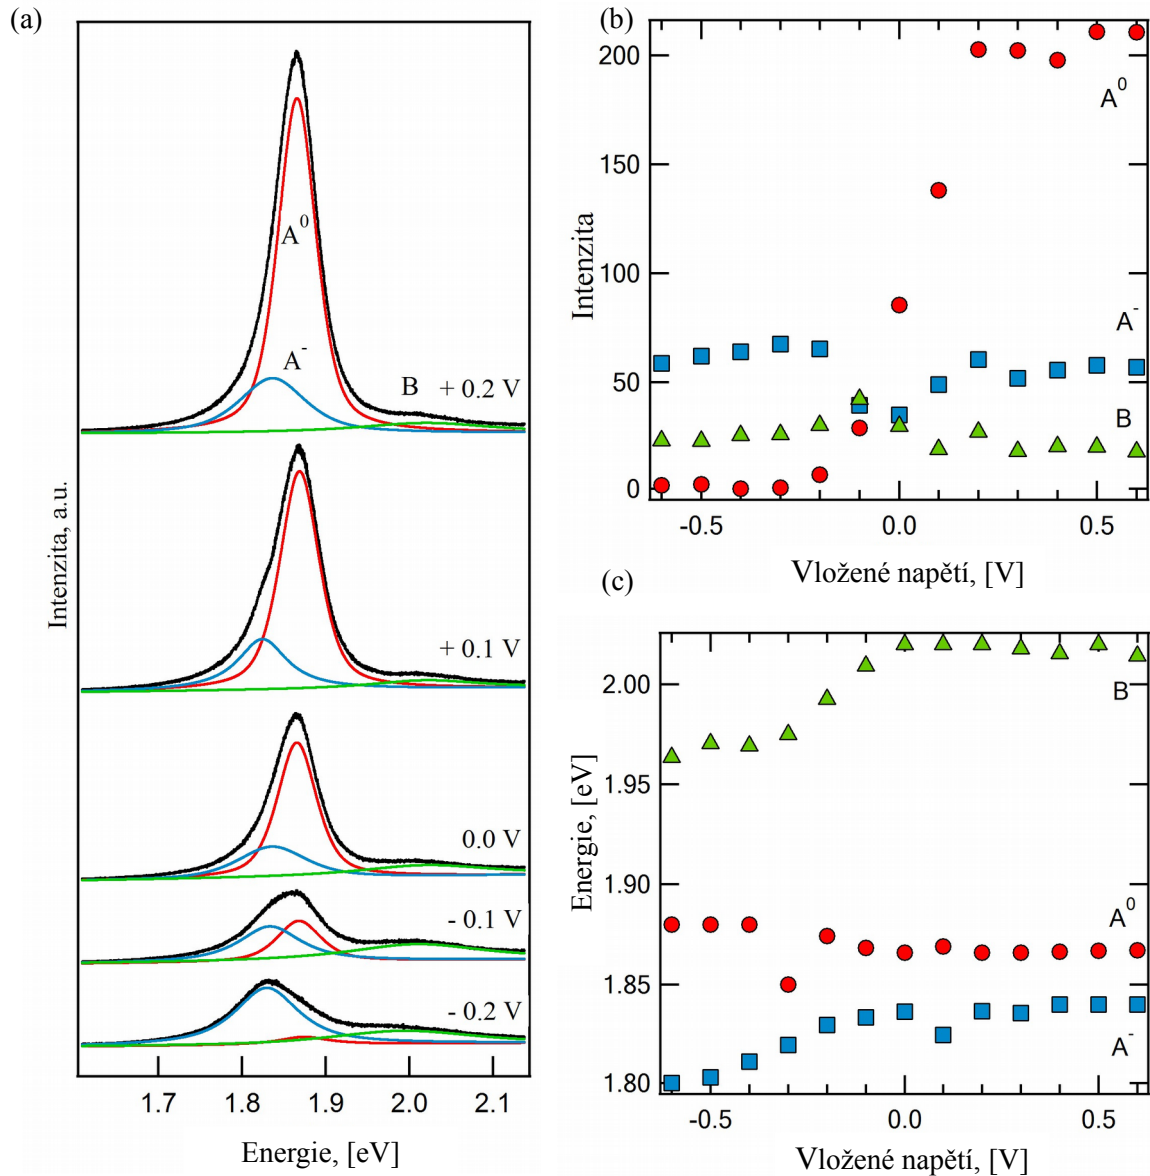 (a)
A⁰
A⁻
B
+ 0.2 V
+ 0.1 V
0.0 V
- 0.1 V
- 0.2 V
Intenzita, a.u.
1.7 1.8 1.9 2.0 2.1
Energie, [eV]
(b)
200
150
100
50
0
Intenzita
A⁰
A⁻
B
-0.5 0.0 0.5
Vložené napětí, [V]
(c)
2.00
1.95
1.90
1.85
1.80
Energie, [eV]
B
A⁰
A⁻
-0.5 0.0 0.5
Vložené napětí, [V]